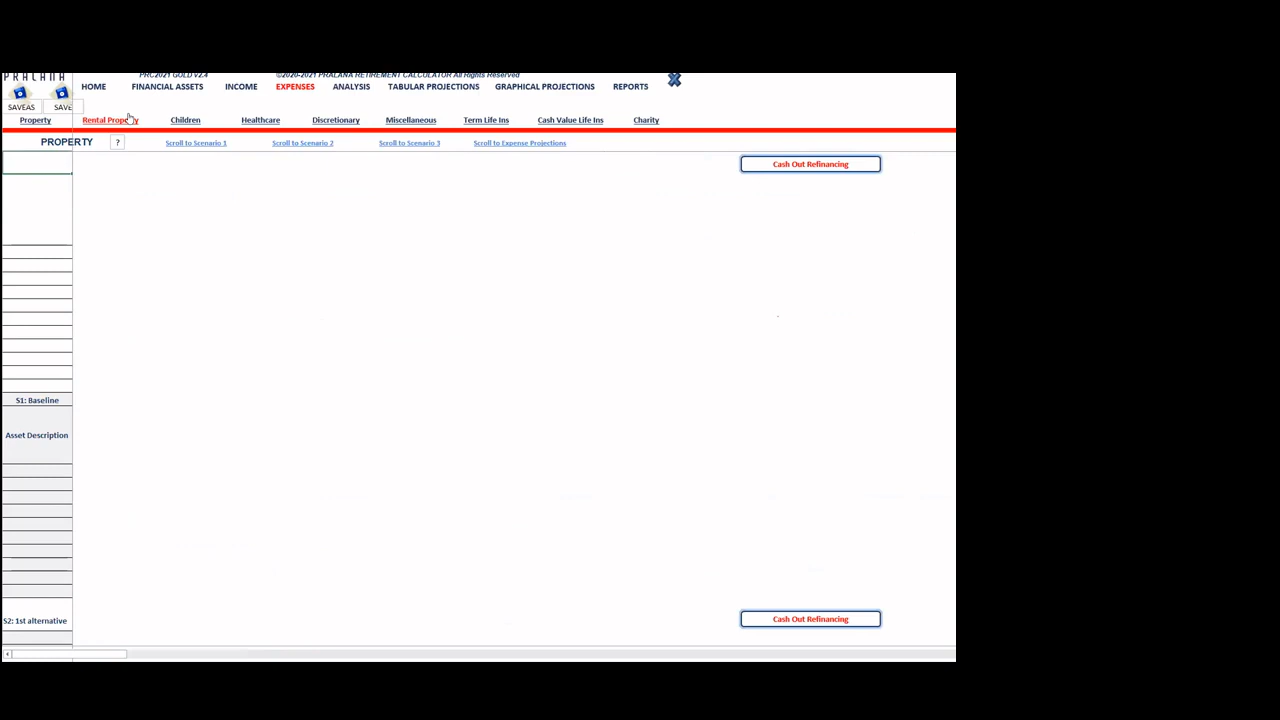 PRALANA
PRC2021 GOLD v2.4 ©2020-2021 PRALANA RETIREMENT CALCULATOR All Rights Reserved
HOME FINANCIAL ASSETS INCOME EXPENSES ANALYSIS TABULAR PROJECTIONS GRAPHICAL PROJECTIONS REPORTS
SAVEAS SAVE
Property Rental Property Children Healthcare Discretionary Miscellaneous Term Life Ins Cash Value Life Ins Charity
PROPERTY ? Scroll to Scenario 1 Scroll to Scenario 2 Scroll to Scenario 3 Scroll to Expense Projections
Cash Out Refinancing
S1: Baseline
Asset Description
S2: 1st alternative
Cash Out Refinancing